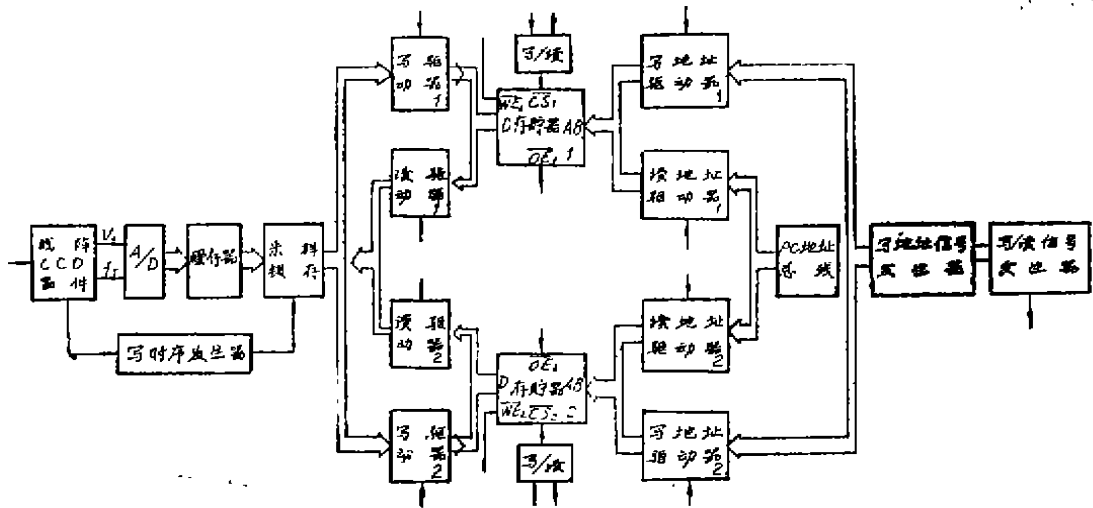 写驱
动器
1
写/读
写地址
驱动器
1
WE₁ CS₁
D存贮器AB
1
OE₁
读驱
动器
1
读地址
驱动器
1
线阵
CCD
器件
A/D
缓存器
采样
锁存
PC地址
总线
写地址信号
发生器
写/读信号
发生器
写时序发生器
读驱
动器
2
读地址
驱动器
2
D存贮器AB
WE₂ CS₂ 2
写驱
动器
2
写/读
写地址
驱动器
2